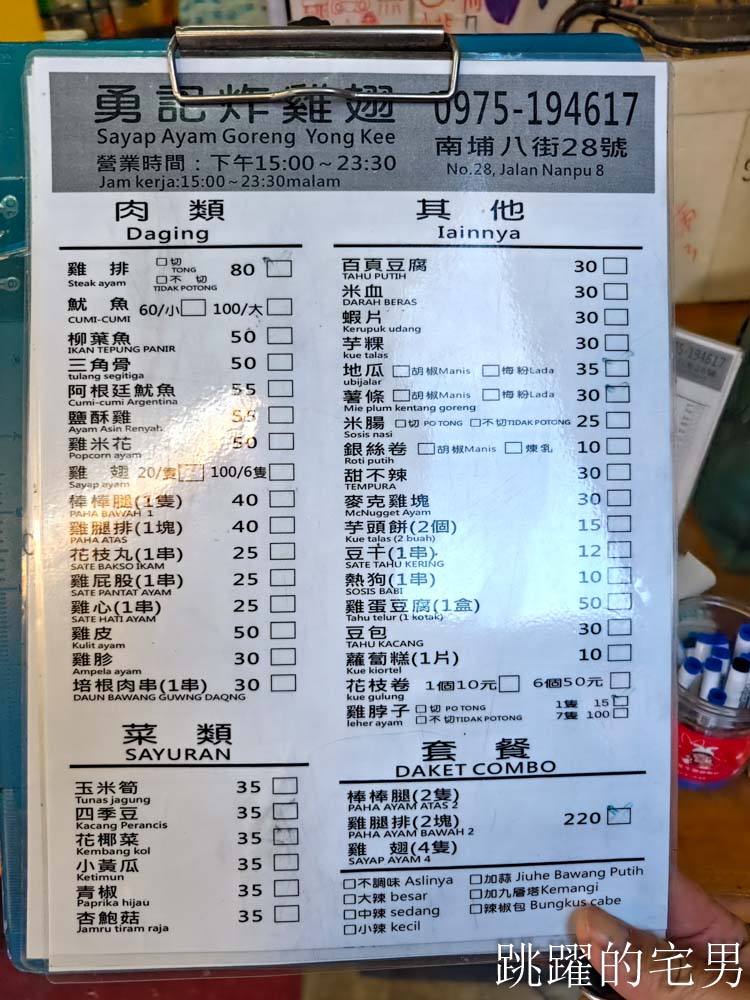 勇記炸雞翅 0975-194617
Sayap Ayam Goreng Yong Kee
南埔八街28號
營業時間：下午15:00～23:30
No.28, Jalan Nanpu 8
Jam kerja:15:00～23:30malam
肉類
Daging
雞排 □切 TONG □不切 TIDAK POTONG 80
Steak ayam
魷魚 60/小 100/大
CUMI-CUMI
柳葉魚 50
IKAN TEPUNG PANIR
三角骨 50
tulang segitiga
阿根廷魷魚 55
Cumi-cumi Argentina
鹽酥雞 55
Ayam Asin Renyah
雞米花 50
Popcorn ayam
雞翅 20/隻 100/6隻
Sayap ayam
棒棒腿(1隻) 40
PAHA BAWAH 1
雞腿排(1塊) 40
PAHA ATAS
花枝丸(1串) 25
SATE BAKSO IKAM
雞屁股(1串) 25
SATE PANTAT AYAM
雞心(1串) 25
SATE HATI AYAM
雞皮 50
Kulit ayam
雞胗 30
Ampela ayam
培根肉串(1串) 30
DAUN BAWANG GUWNG DAQNG
菜類
SAYURAN
玉米筍 35
Tunas jagung
四季豆 35
Kacang Perancis
花椰菜 35
Kembang kol
小黃瓜 35
Ketimun
青椒 35
Paprika hijau
杏鮑菇 35
Jamru tiram raja
其他
Iainnya
百頁豆腐 30
TAHU PUTIH
米血 30
DARAH BERAS
蝦片 30
Kerupuk udang
芋粿 30
kue talas
地瓜 □胡椒Manis □梅粉Lada 35
ubijalar
薯條 □胡椒Manis □梅粉Lada 30
Mie plum kentang goreng
米腸 □切 PO TONG □不切TIDAK POTONG 25
Sosis nasi
銀絲卷 □胡椒Manis □煉乳 10
Roti putih
甜不辣 30
TEMPURA
麥克雞塊 30
McNugget Ayam
芋頭餅(2個) 15
Kue talas (2 buah)
豆干(1串) 12
SATE TAHU KERING
熱狗(1串) 10
SOSIS BABI
雞蛋豆腐(1盒) 50
Tahu telur (1 kotak)
豆包 30
TAHU KACANG
蘿蔔糕(1片) 10
Kue kiortel
花枝卷 1個10元□ 6個50元
kue gulung
雞脖子 □切 PO TONG 1隻 15
leher ayam □不切TIDAK POTONG 7隻 100
套餐
DAKET COMBO
棒棒腿(2隻)
PAHA AYAM ATAS 2
雞腿排(2塊) 220
PAHA AYAM BAWAH 2
雞翅(4隻)
SAYAP AYAM 4
□不調味 Aslinya □加蒜 Jiuhe Bawang Putih
□大辣 besar □加九層塔Kemangi
□中辣 sedang □辣椒包 Bungkus cabe
□小辣 kecil
跳躍的宅男